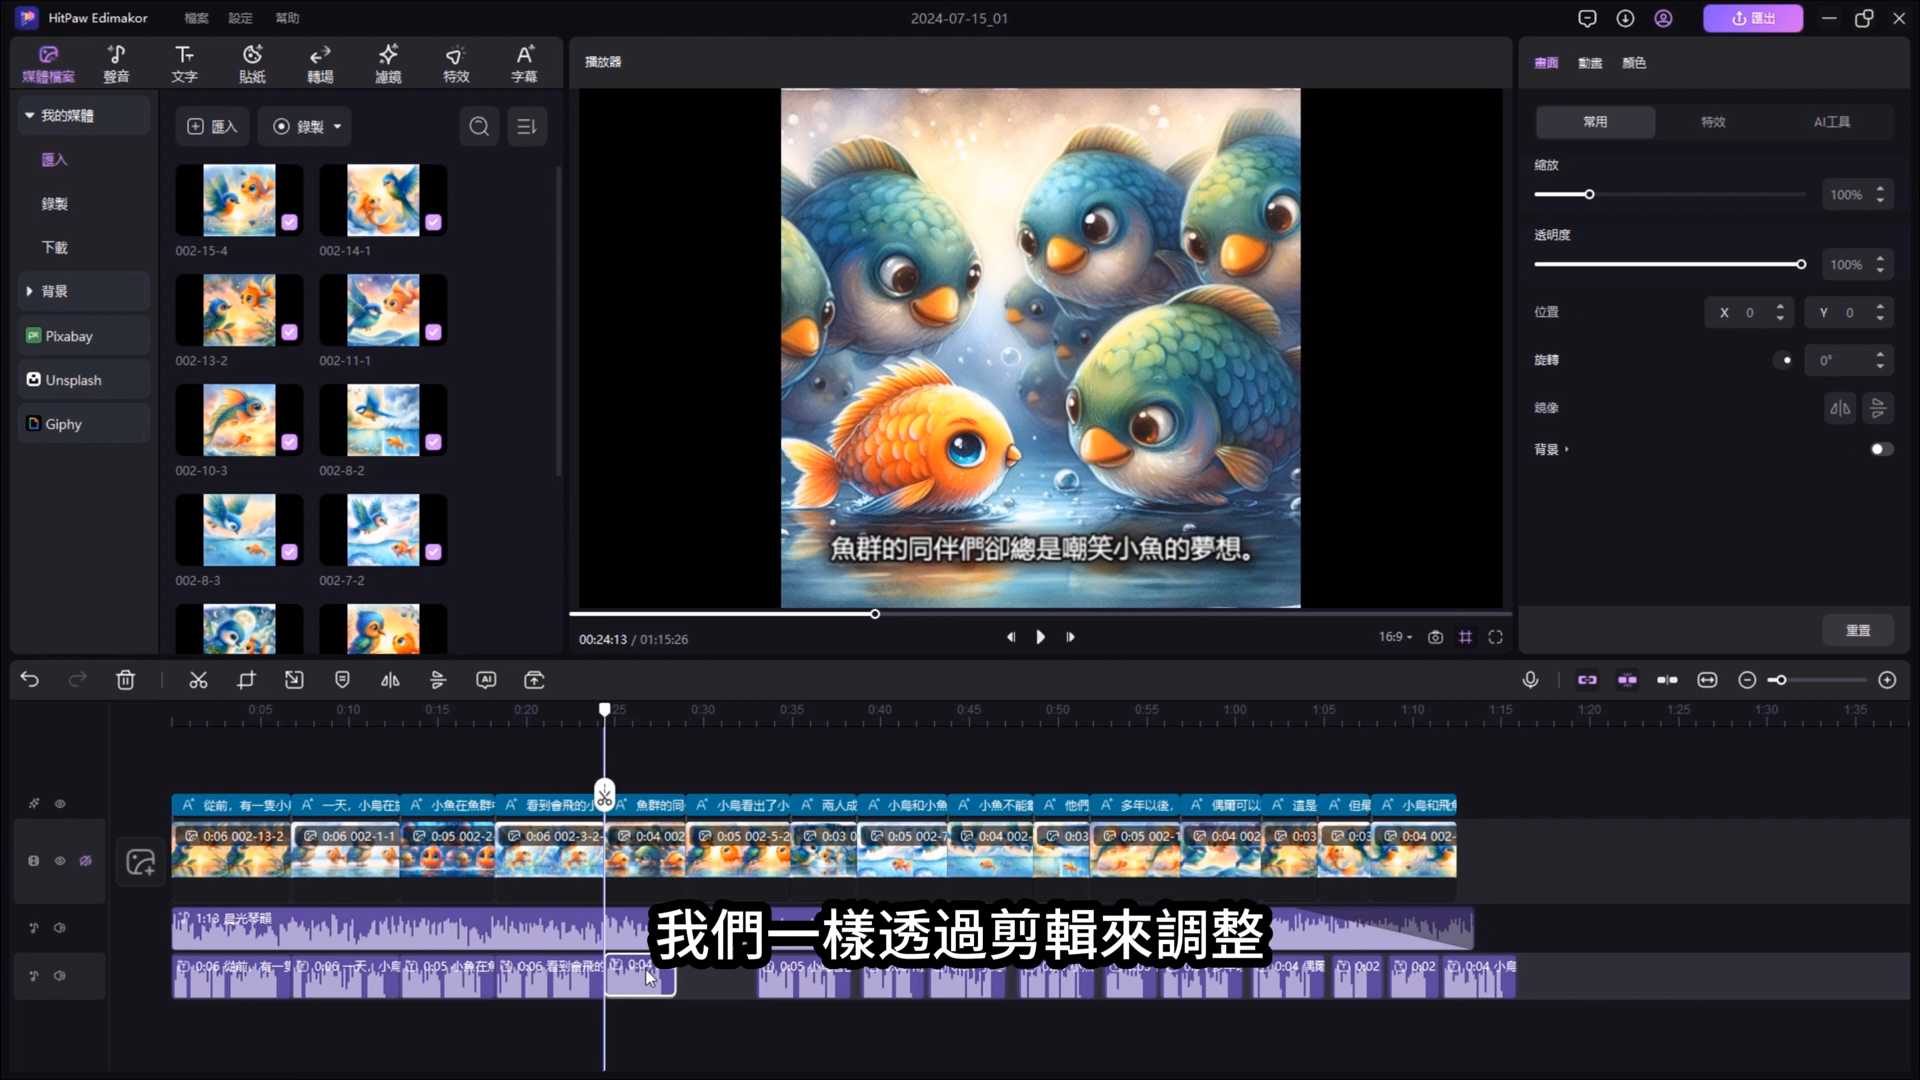 HitPaw Edimakor
檔案
設定
幫助
2024-07-15_01
匯出
媒體檔案
聲音
文字
貼紙
轉場
濾鏡
特效
字幕
播放器
畫面
動畫
顏色
我的媒體
匯入
錄製
下載
背景
Pixabay
Unsplash
Giphy
匯入
錄製
002-15-4
002-14-1
002-13-2
002-11-1
002-10-3
002-8-2
002-8-3
002-7-2
魚群的同伴們卻總是嘲笑小魚的夢想。
00:24:13 / 01:15:26
16:9
常用
特效
AI工具
縮放
100%
透明度
100%
位置
X 0
Y 0
旋轉
0°
鏡像
背景
重置
0:05 0:10 0:15 0:20 0:25 0:30 0:35 0:40 0:45 0:50 0:55 1:00 1:05 1:10 1:15 1:20 1:25 1:30 1:35
從前，有一隻小 一天，小鳥在 小魚在魚群 看到會飛的小 魚群的同 小鳥看出了小 兩人成 小鳥和小魚 小魚不能 他們 多年以後， 偶爾可以 這是 但是 小鳥和飛
0:06 002-13-2 0:06 002-1-1 0:05 002-2 0:06 002-3-2 0:04 002 0:05 002-5-2 0:03 0 0:05 002-7 0:04 002- 0:03 0:05 002-1 0:04 002 0:03 0:03 0:04 002-
1:13 晨光琴韻
我們一樣透過剪輯來調整
0:06 從前，有一 0:06 一天，小鳥 0:05 小魚在 0:06 看到會飛的 0:04 0:05 0:04 偶爾 0:02 0:02 0:04 小鳥